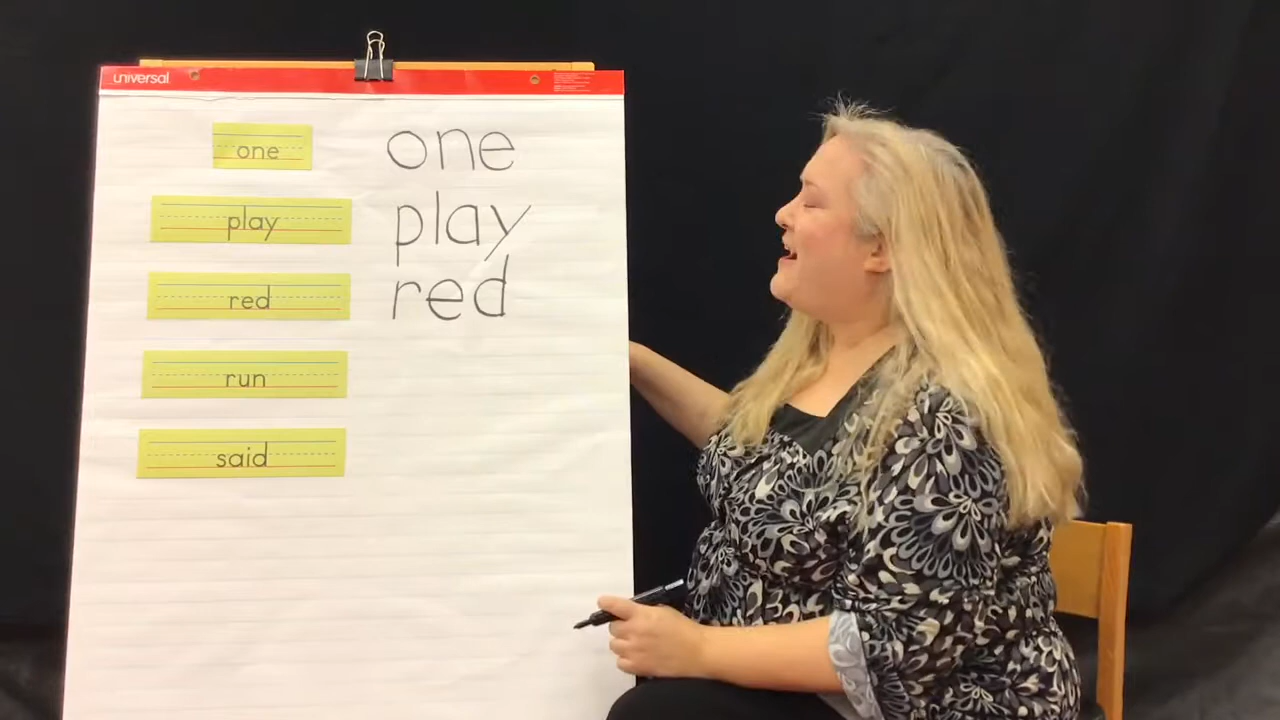 universal
one one
play play
red red
run
said